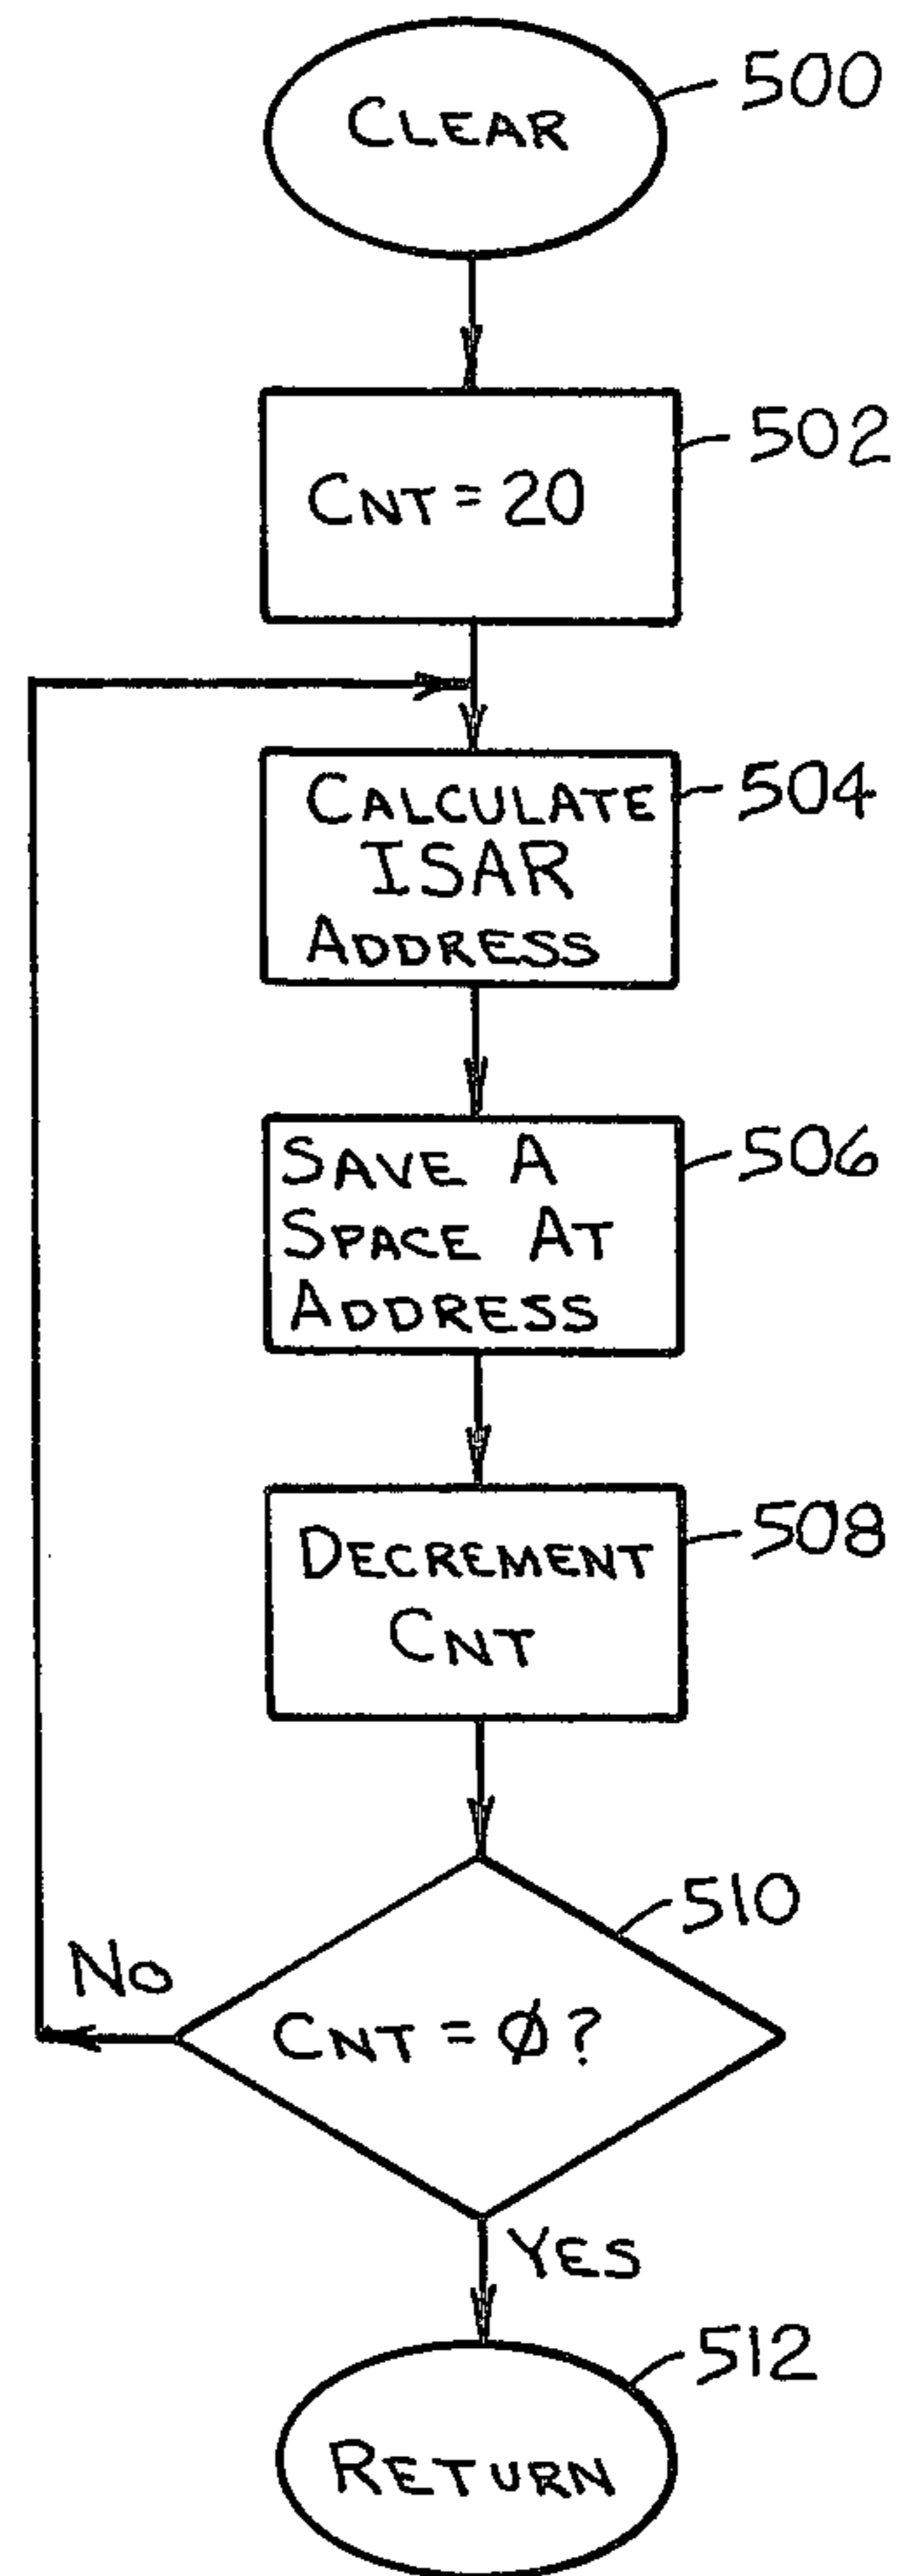 CLEAR
500
CNT = 20
502
CALCULATE
ISAR
ADDRESS
504
SAVE A
SPACE AT
ADDRESS
506
DECREMENT
CNT
508
CNT = Ø?
510
NO
YES
RETURN
512